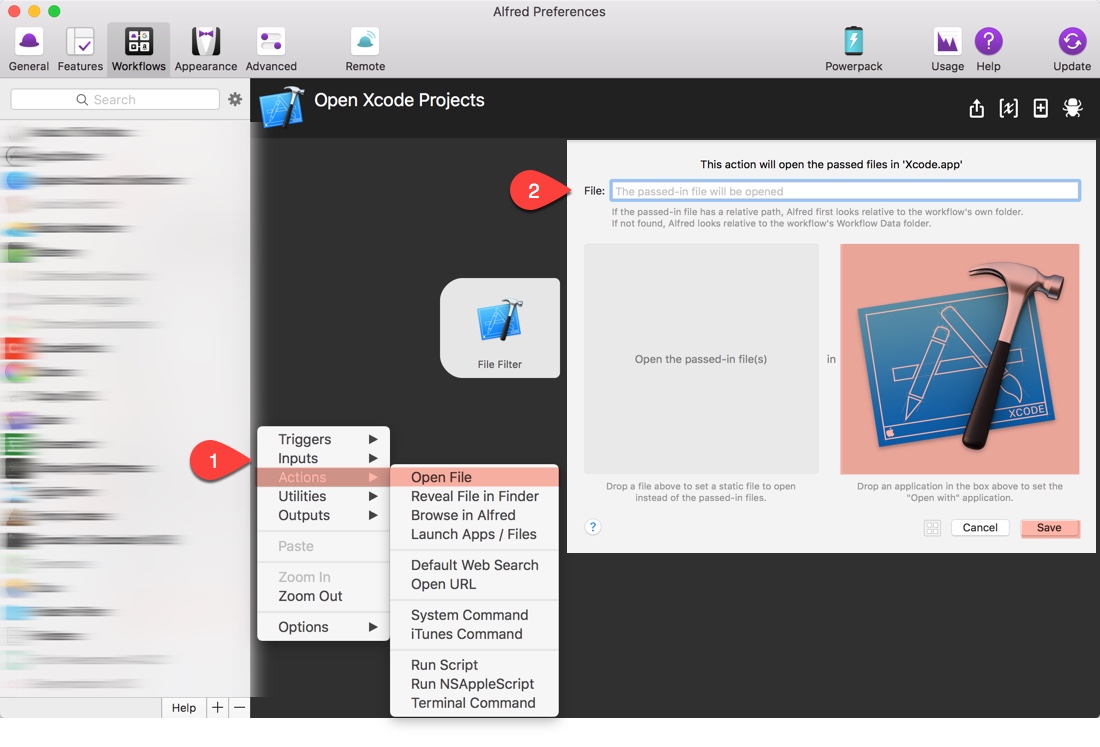 Alfred Preferences
General
Features
Workflows
Appearance
Advanced
Remote
Powerpack
Usage
Help
Update
Search
Open Xcode Projects
This action will open the passed files in 'Xcode.app'
2
File:
The passed-in file will be opened
If the passed-in file has a relative path, Alfred first looks relative to the workflow's own folder.
If not found, Alfred looks relative to the workflow's Workflow Data folder.
File Filter
Open the passed-in file(s)
in
XCODE
Drop a file above to set a static file to open
instead of the passed-in files.
Drop an application in the box above to set the
"Open with" application.
?
Cancel
Save
1
Triggers
Inputs
Actions
Utilities
Outputs
Paste
Zoom In
Zoom Out
Options
Open File
Reveal File in Finder
Browse in Alfred
Launch Apps / Files
Default Web Search
Open URL
System Command
iTunes Command
Run Script
Run NSAppleScript
Terminal Command
Help